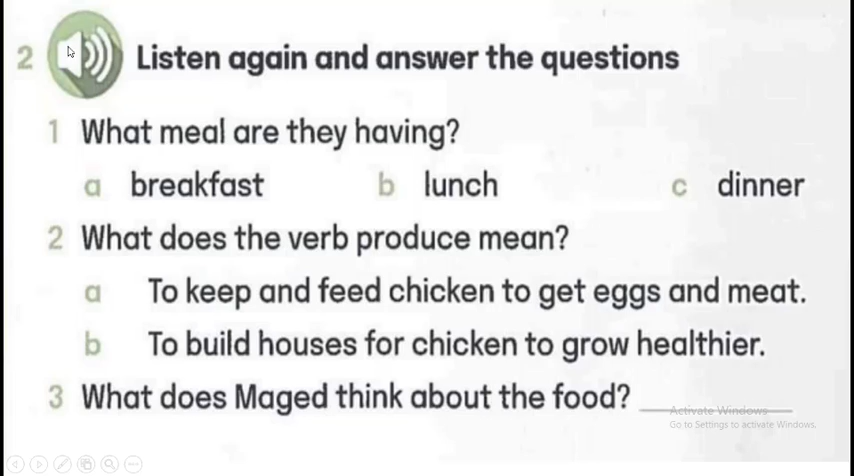 2 Listen again and answer the questions
1 What meal are they having?
a breakfast b lunch c dinner
2 What does the verb produce mean?
a To keep and feed chicken to get eggs and meat.
b To build houses for chicken to grow healthier.
3 What does Maged think about the food? ____________
Activate Windows
Go to Settings to activate Windows.